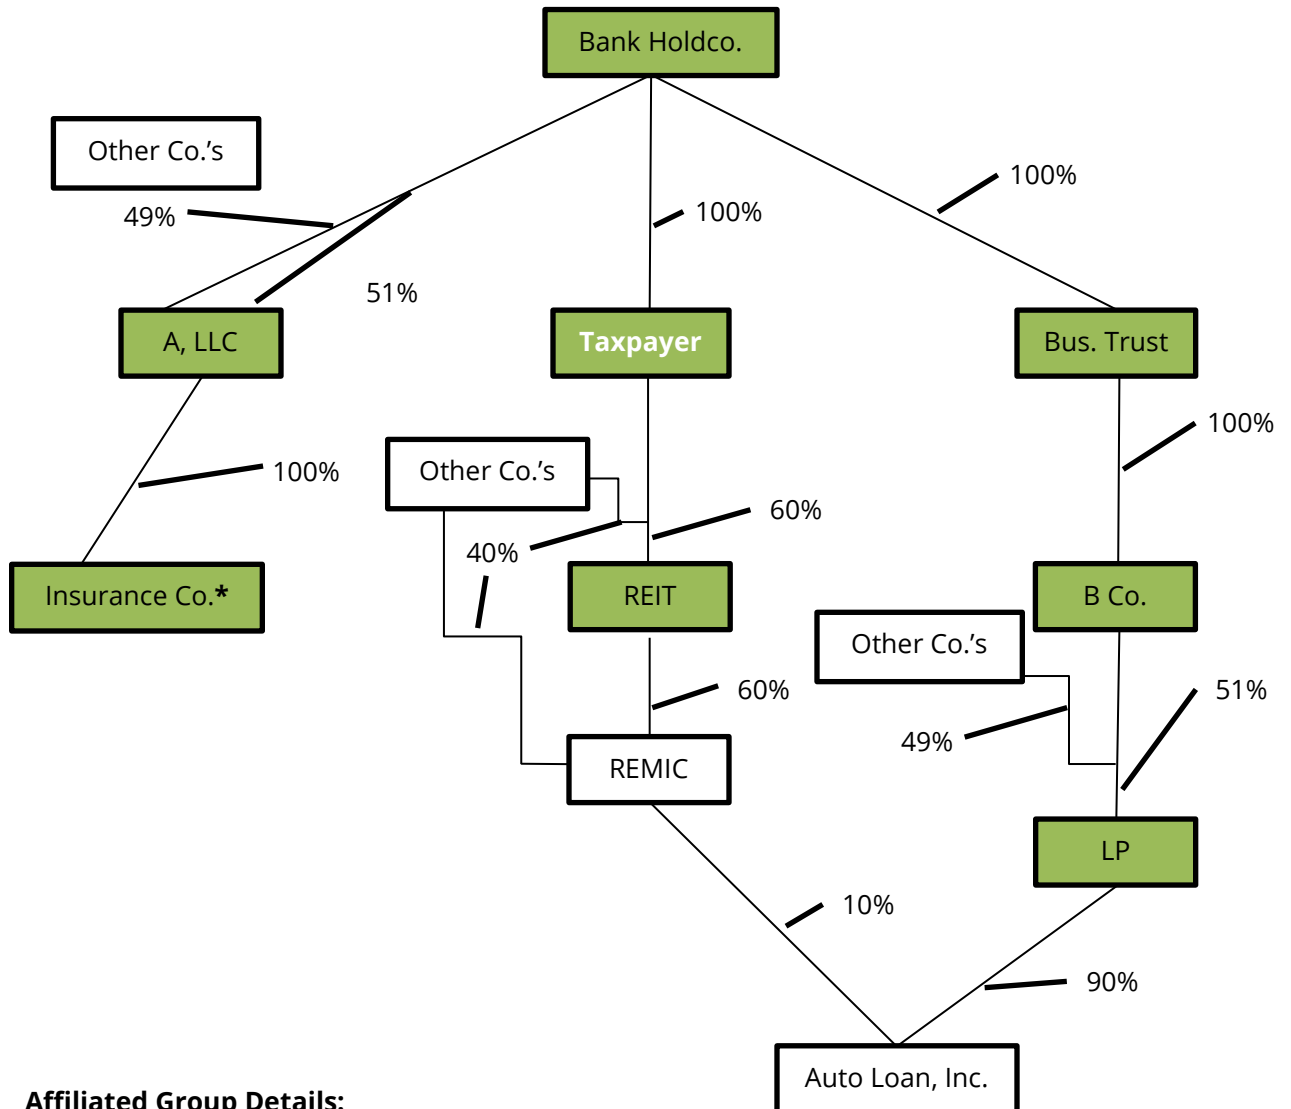 Bank Holdco.
Other Co.’s
100%
100%
49%
51%
A, LLC
Taxpayer
Bus. Trust
100%
Other Co.’s
100%
60%
40%
Insurance Co.*
REIT
B Co.
Other Co.’s
60%
51%
49%
REMIC
LP
10%
90%
Auto Loan, Inc.
Affiliated Group Details: